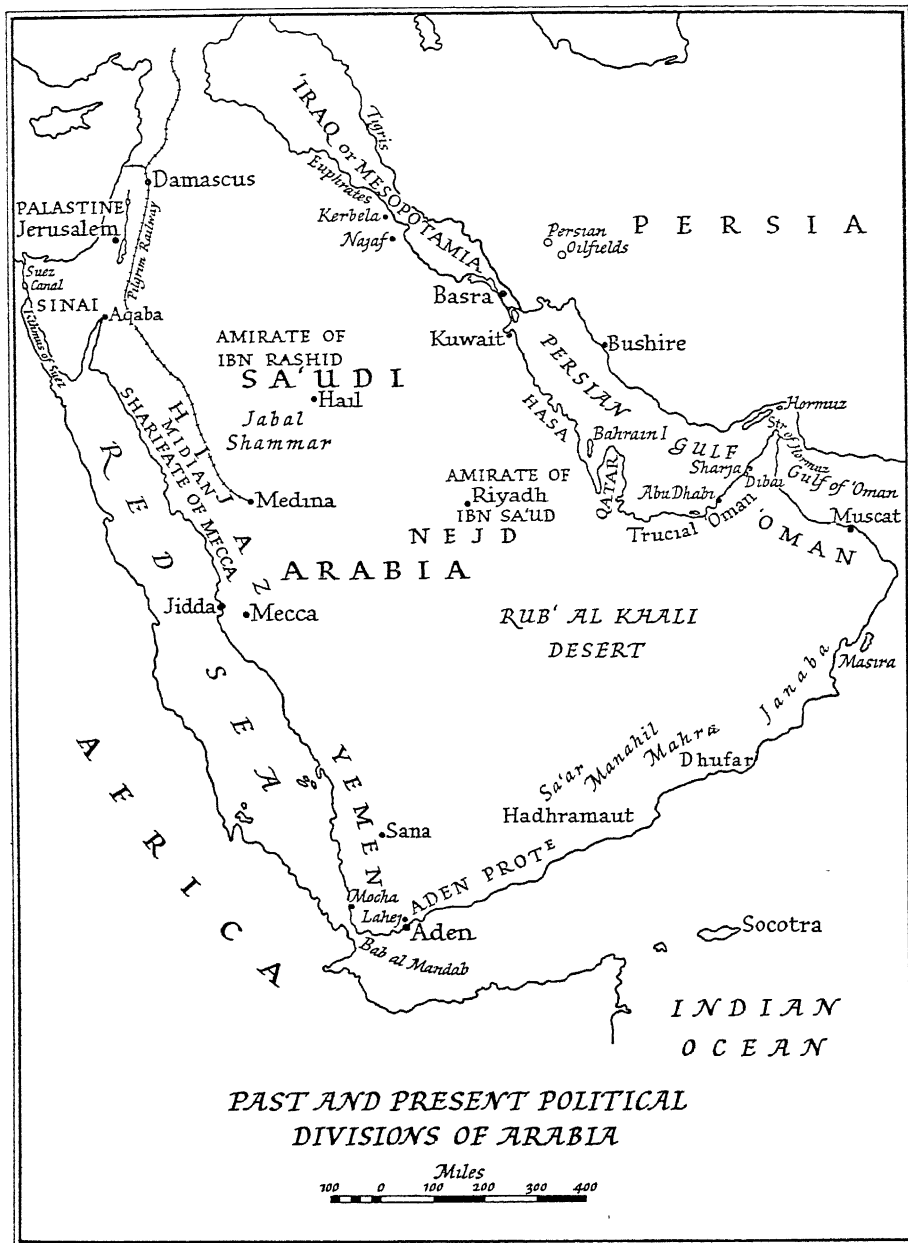 'IRAQ or MESOPOTAMIA
Tigris
Euphrates
Damascus
PALASTINE
Jerusalem
Pilgrim Railway
Kerbela
Najaf
Persian
Oilfields
PERSIA
Suez
Canal
SINAI
Isthmus of Suez
Aqaba
Basra
Kuwait
Bushire
AMIRATE OF
IBN RASHID
SA'UDI
Hail
Jabal
Shammar
PERSIAN
GULF
HASA
Bahrain I
QATAR
Hormuz
Str. of Hormuz
Sharja
Dibai
Gulf of 'Oman
Abu Dhabi
Trucial 'Oman
'OMAN
Muscat
HIJAZ
MIDIAN
SHARIFATE OF MECCA
Medina
AMIRATE OF
Riyadh
IBN SA'UD
NEJD
ARABIA
Jidda
Mecca
RED SEA
RUB' AL KHALI
DESERT
Masira
Janaba
Mahra
Manahil
Sa'ar
Dhufar
Hadhramaut
AFRICA
YEMEN
Sana
ADEN PROTE
Mocha
Lahej
Aden
Bab al Mandab
Socotra
INDIAN
OCEAN
PAST AND PRESENT POLITICAL
DIVISIONS OF ARABIA
Miles
100 0 100 200 300 400